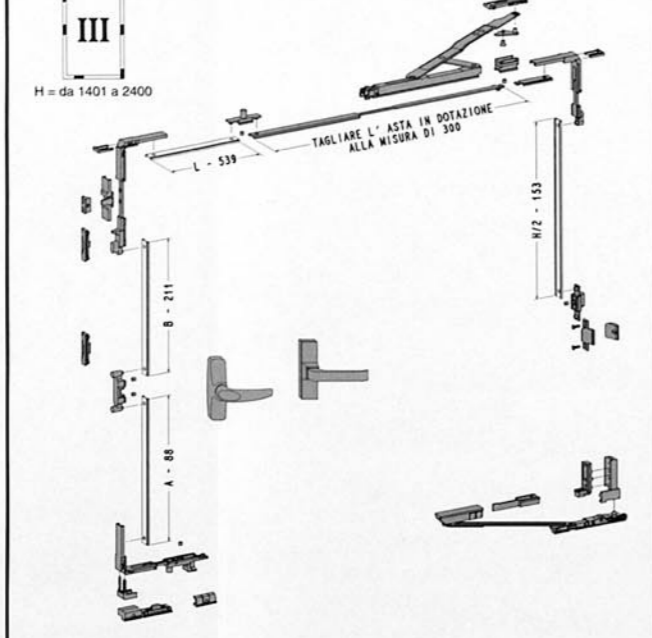 III
H = da 1401 a 2400
TAGLIARE L' ASTA IN DOTAZIONE
ALLA MISURA DI 300
L - 539
H/2 - 153
B - 211
A - 88